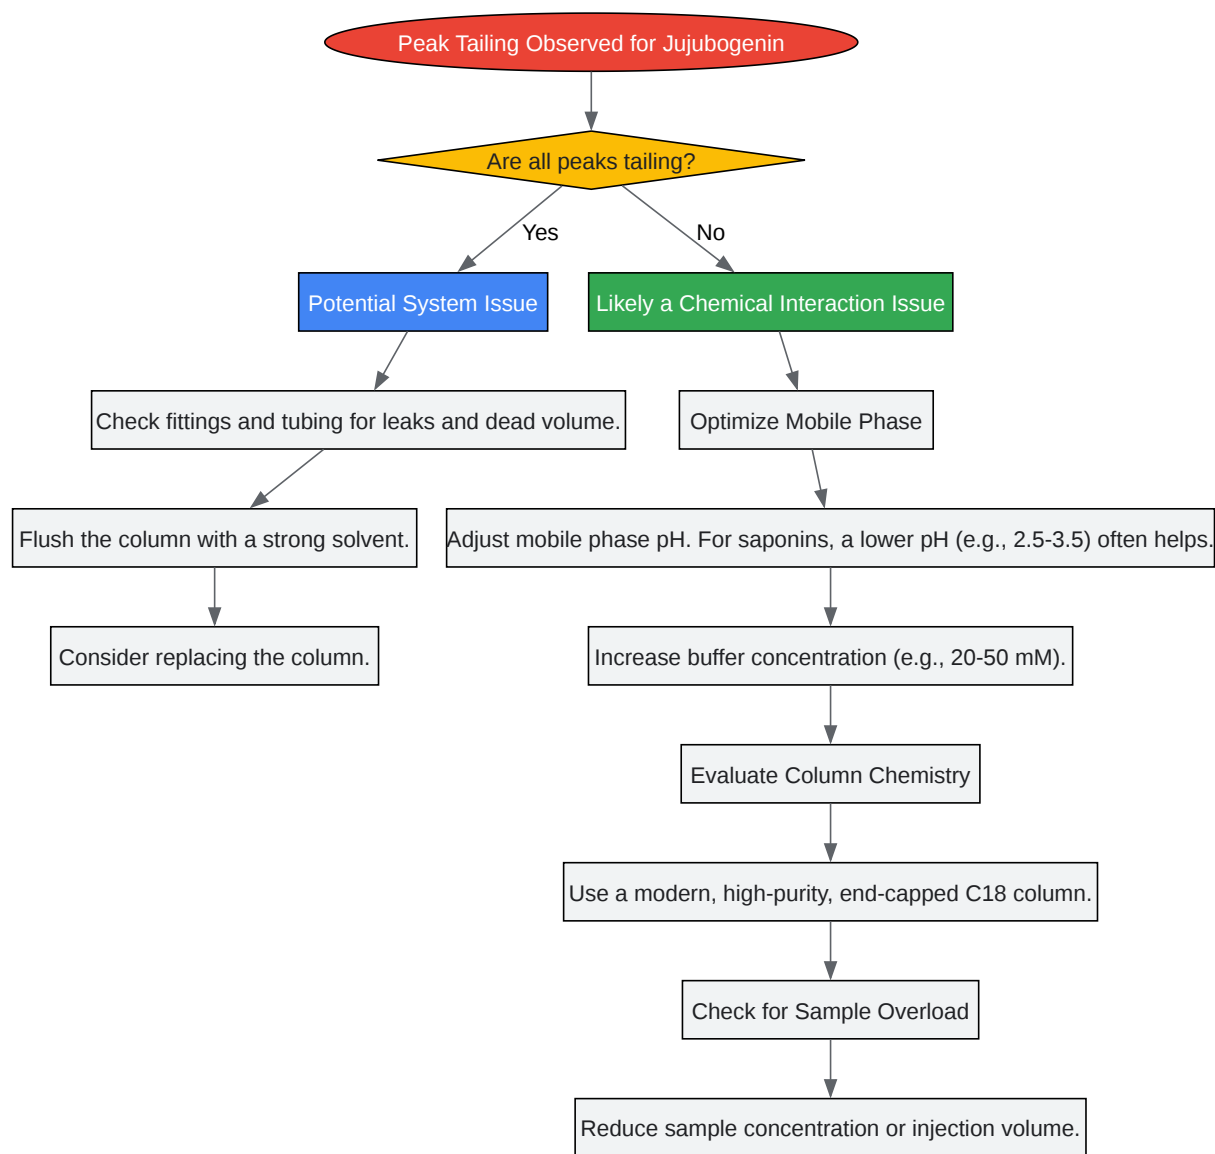 Peak Tailing Observed for Jujubogenin
Are all peaks tailing?
Yes
No
Potential System Issue
Likely a Chemical Interaction Issue
Check fittings and tubing for leaks and dead volume.
Optimize Mobile Phase
Flush the column with a strong solvent.
Adjust mobile phase pH. For saponins, a lower pH (e.g., 2.5-3.5) often helps.
Consider replacing the column.
Increase buffer concentration (e.g., 20-50 mM).
Evaluate Column Chemistry
Use a modern, high-purity, end-capped C18 column.
Check for Sample Overload
Reduce sample concentration or injection volume.